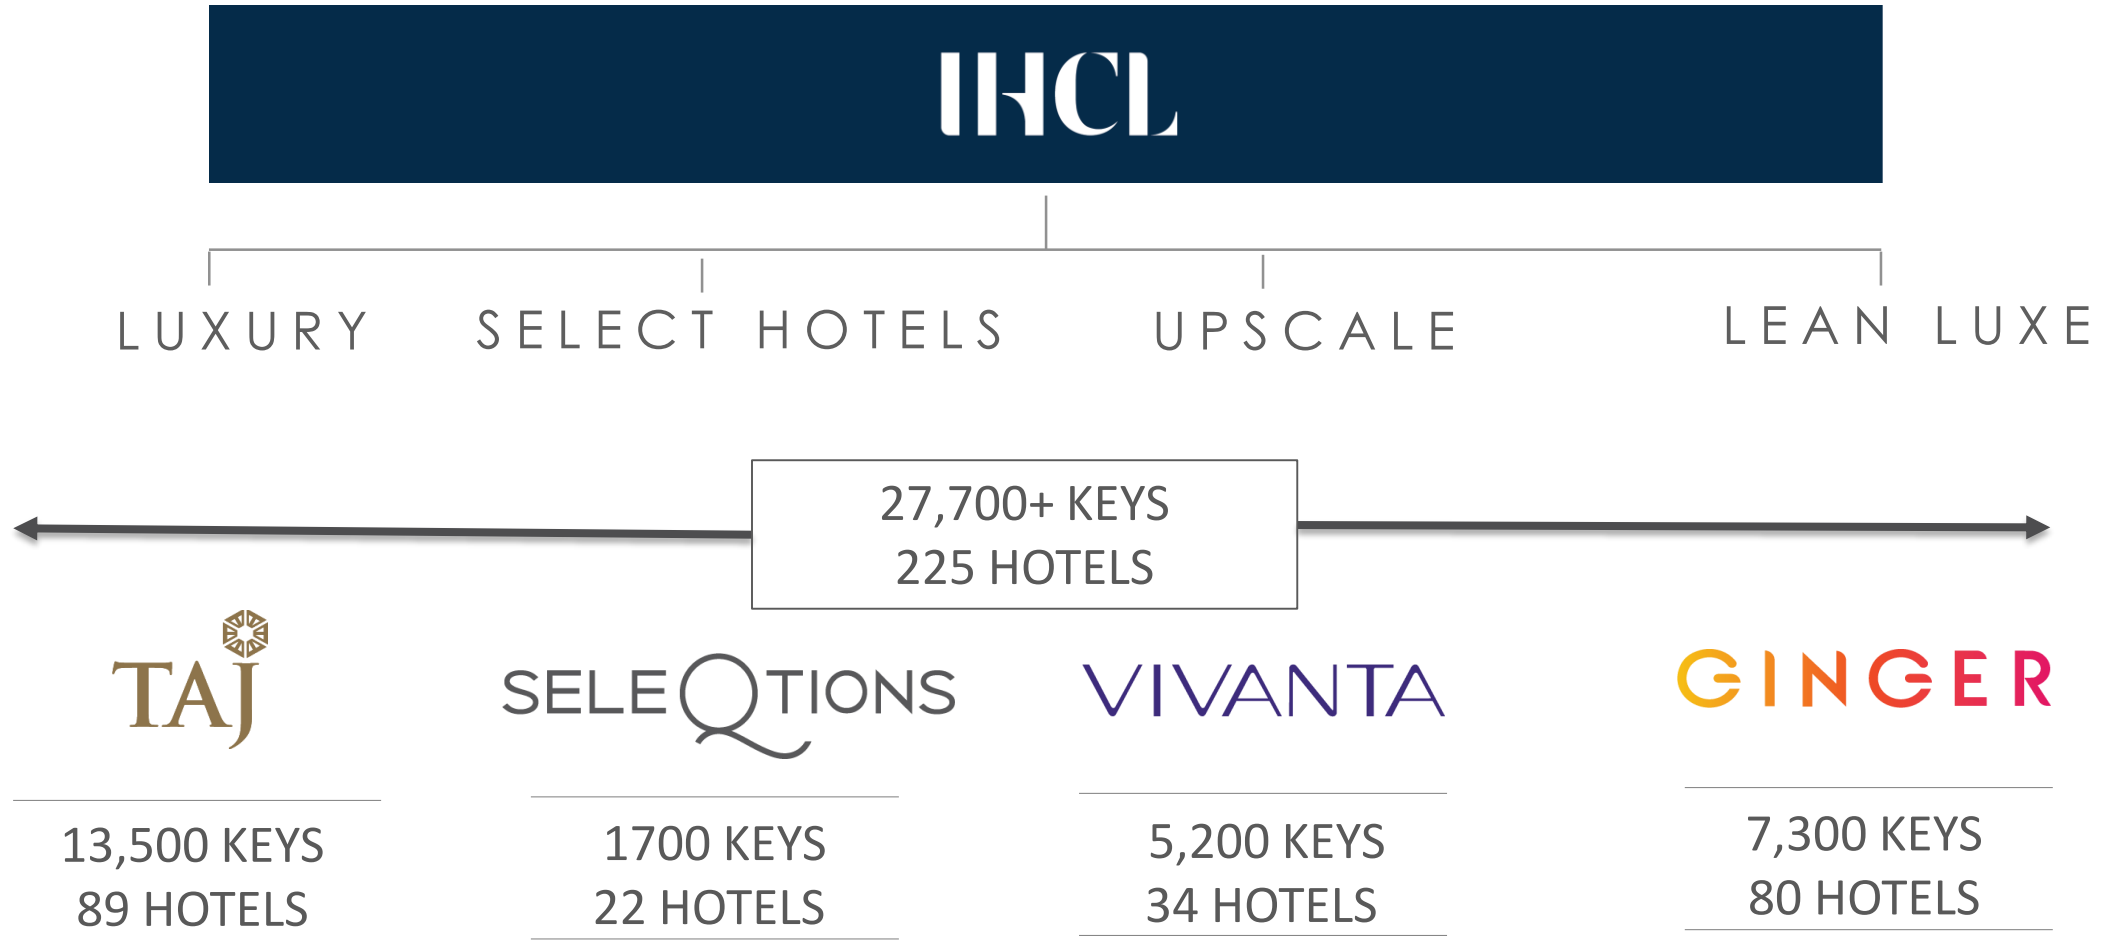 IHCL
LUXURY
SELECT HOTELS
UPSCALE
LEAN LUXE
27,700+ KEYS
225 HOTELS
TAJ
SELEQTIONS
VIVANTA
GINGER
13,500 KEYS
89 HOTELS
1700 KEYS
22 HOTELS
5,200 KEYS
34 HOTELS
7,300 KEYS
80 HOTELS